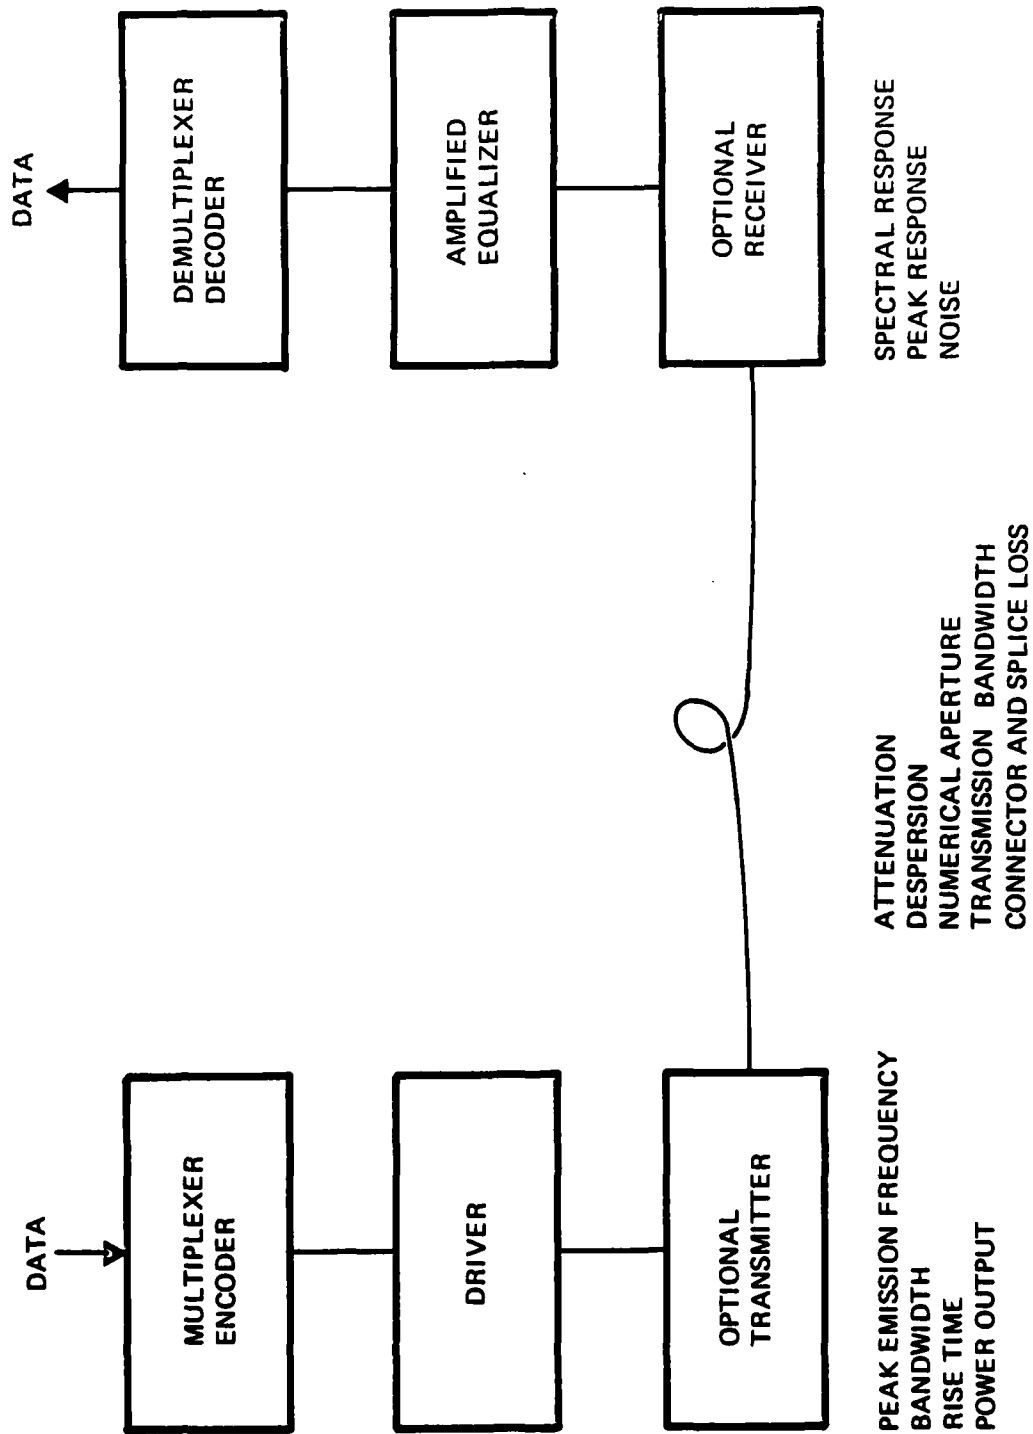 DATA
MULTIPLEXER
ENCODER
DRIVER
OPTIONAL
TRANSMITTER
PEAK EMISSION FREQUENCY
BANDWIDTH
RISE TIME
POWER OUTPUT
ATTENUATION
DESPERSION
NUMERICAL APERTURE
TRANSMISSION BANDWIDTH
CONNECTOR AND SPLICE LOSS
DATA
DEMULTIPLEXER
DECODER
AMPLIFIED
EQUALIZER
OPTIONAL
RECEIVER
SPECTRAL RESPONSE
PEAK RESPONSE
NOISE